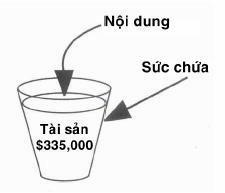 Nội dung
Sức chứa
Tài sản
$335,000